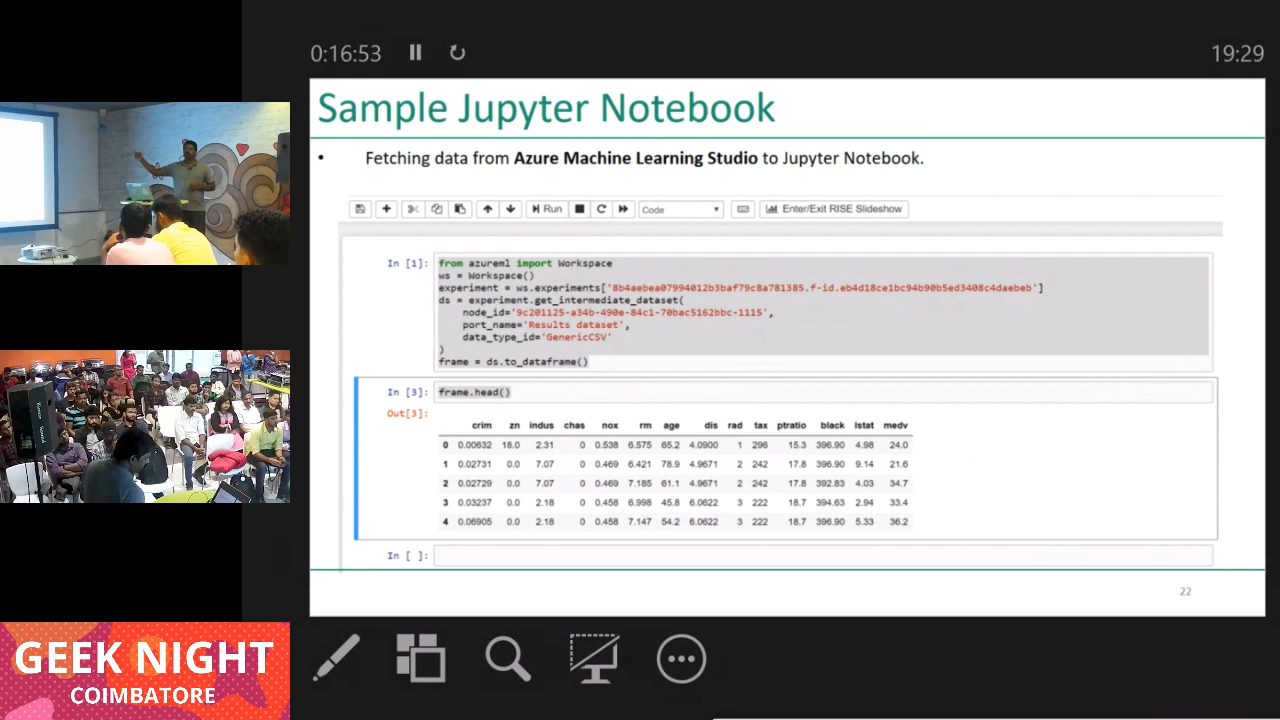 0:16:53
19:29
Sample Jupyter Notebook
• Fetching data from Azure Machine Learning Studio to Jupyter Notebook.
Run
Code
Enter/Exit RISE Slideshow
In [1]: from azureml import Workspace
ws = Workspace()
experiment = ws.experiments['8b4aebea07994012b3baf79c8a781385.f-id.eb4d18ce1bc94b90b5ed3408c4daebeb']
ds = experiment.get_intermediate_dataset(
node_id='9c201125-a34b-490e-84c1-70bac5162bbc-1115',
port_name='Results dataset',
data_type_id='GenericCSV'
)
frame = ds.to_dataframe()
In [3]: frame.head()
Out[3]:
crim zn indus chas nox rm age dis rad tax ptratio black lstat medv
0 0.00632 18.0 2.31 0 0.538 6.575 65.2 4.0900 1 296 15.3 396.90 4.98 24.0
1 0.02731 0.0 7.07 0 0.469 6.421 78.9 4.9671 2 242 17.8 396.90 9.14 21.6
2 0.02729 0.0 7.07 0 0.469 7.185 61.1 4.9671 2 242 17.8 392.83 4.03 34.7
3 0.03237 0.0 2.18 0 0.458 6.998 45.8 6.0622 3 222 18.7 394.63 2.94 33.4
4 0.06905 0.0 2.18 0 0.458 7.147 54.2 6.0622 3 222 18.7 396.90 5.33 36.2
In [ ]:
22
GEEK NIGHT
COIMBATORE